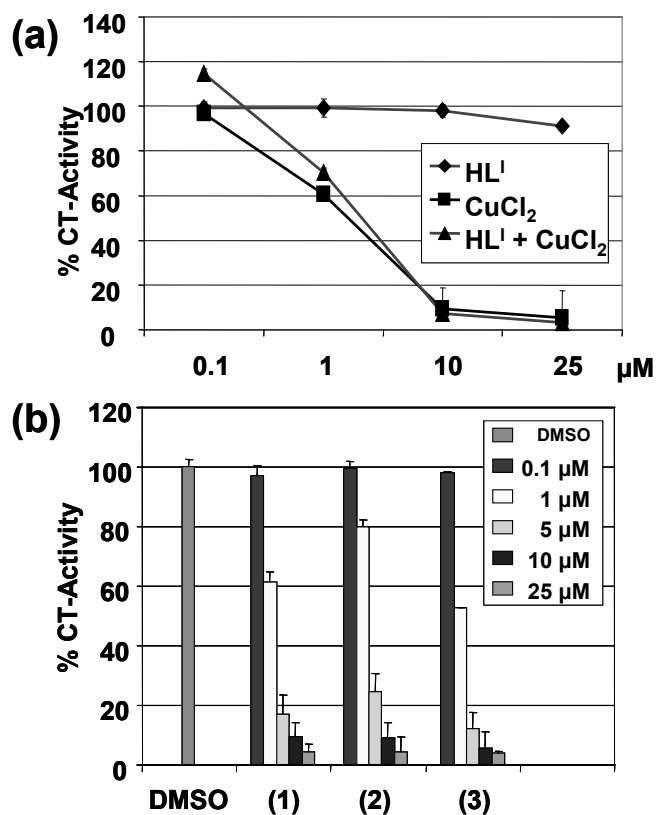 (a)
% CT-Activity
140
120
100
80
60
40
20
0
HLᴵ
CuCl₂
HLᴵ + CuCl₂
0.1 1 10 25 µM
(b)
% CT-Activity
120
100
80
60
40
20
0
DMSO
0.1 µM
1 µM
5 µM
10 µM
25 µM
DMSO (1) (2) (3)